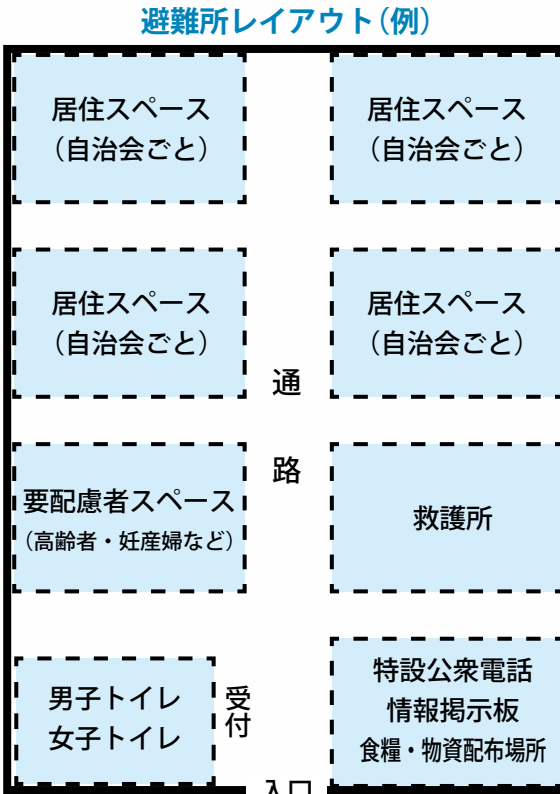 避難所レイアウト（例）
居住スペース
（自治会ごと）
居住スペース
（自治会ごと）
居住スペース
（自治会ごと）
居住スペース
（自治会ごと）
通路
要配慮者スペース
（高齢者・妊産婦など）
救護所
男子トイレ
女子トイレ
受付
特設公衆電話
情報掲示板
食糧・物資配布場所
入口